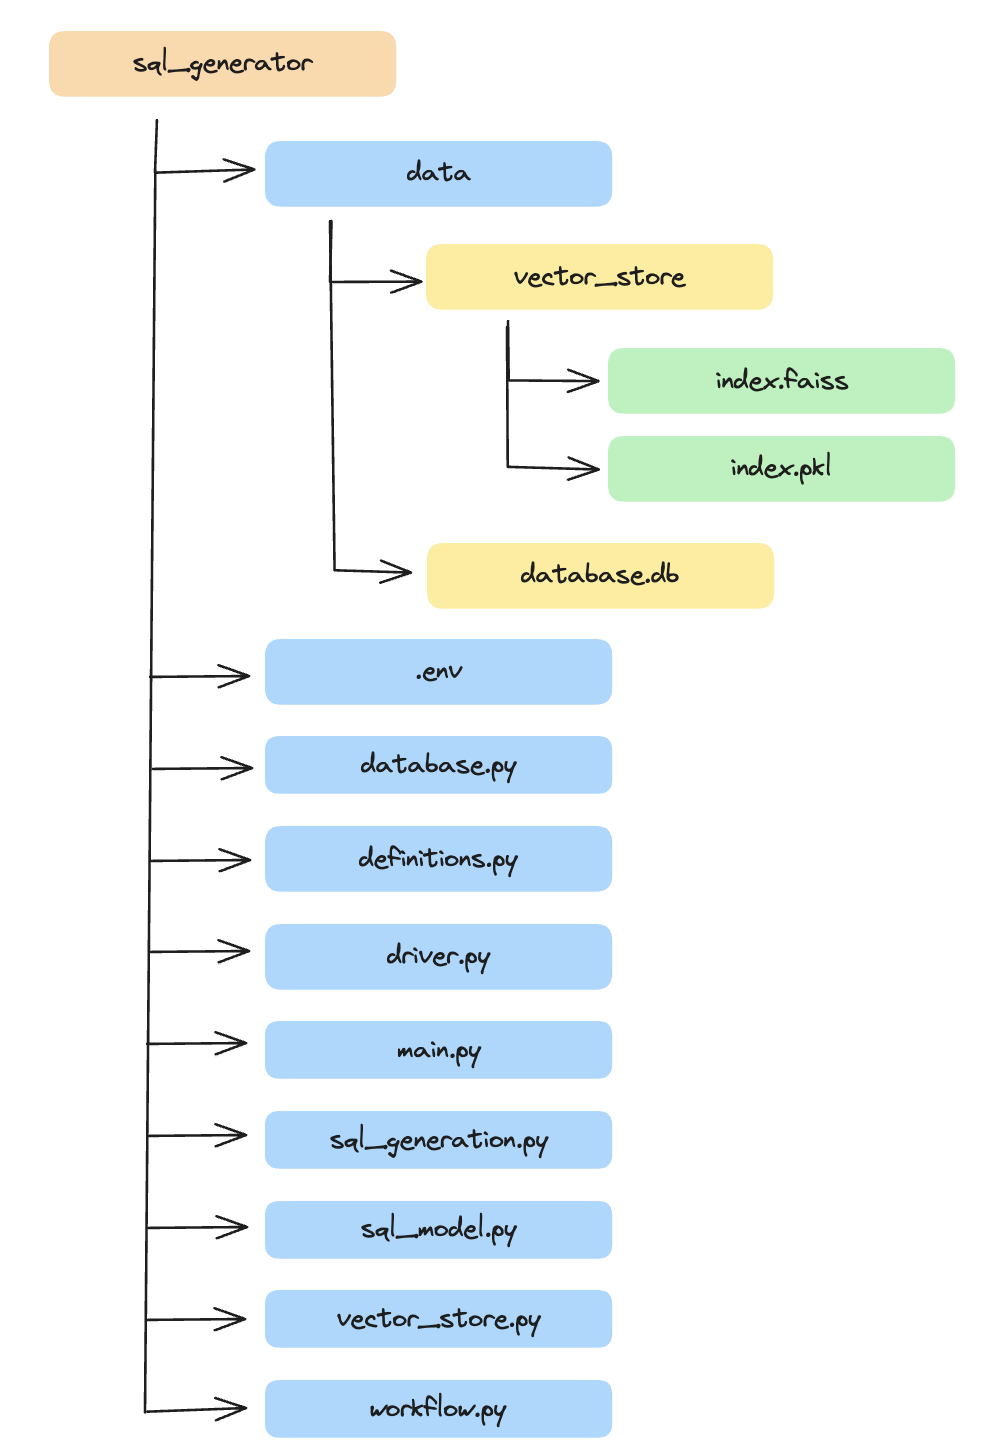 sql_generator
data
vector_store
index.faiss
index.pkl
database.db
.env
database.py
definitions.py
driver.py
main.py
sql_generation.py
sql_model.py
vector_store.py
workflow.py